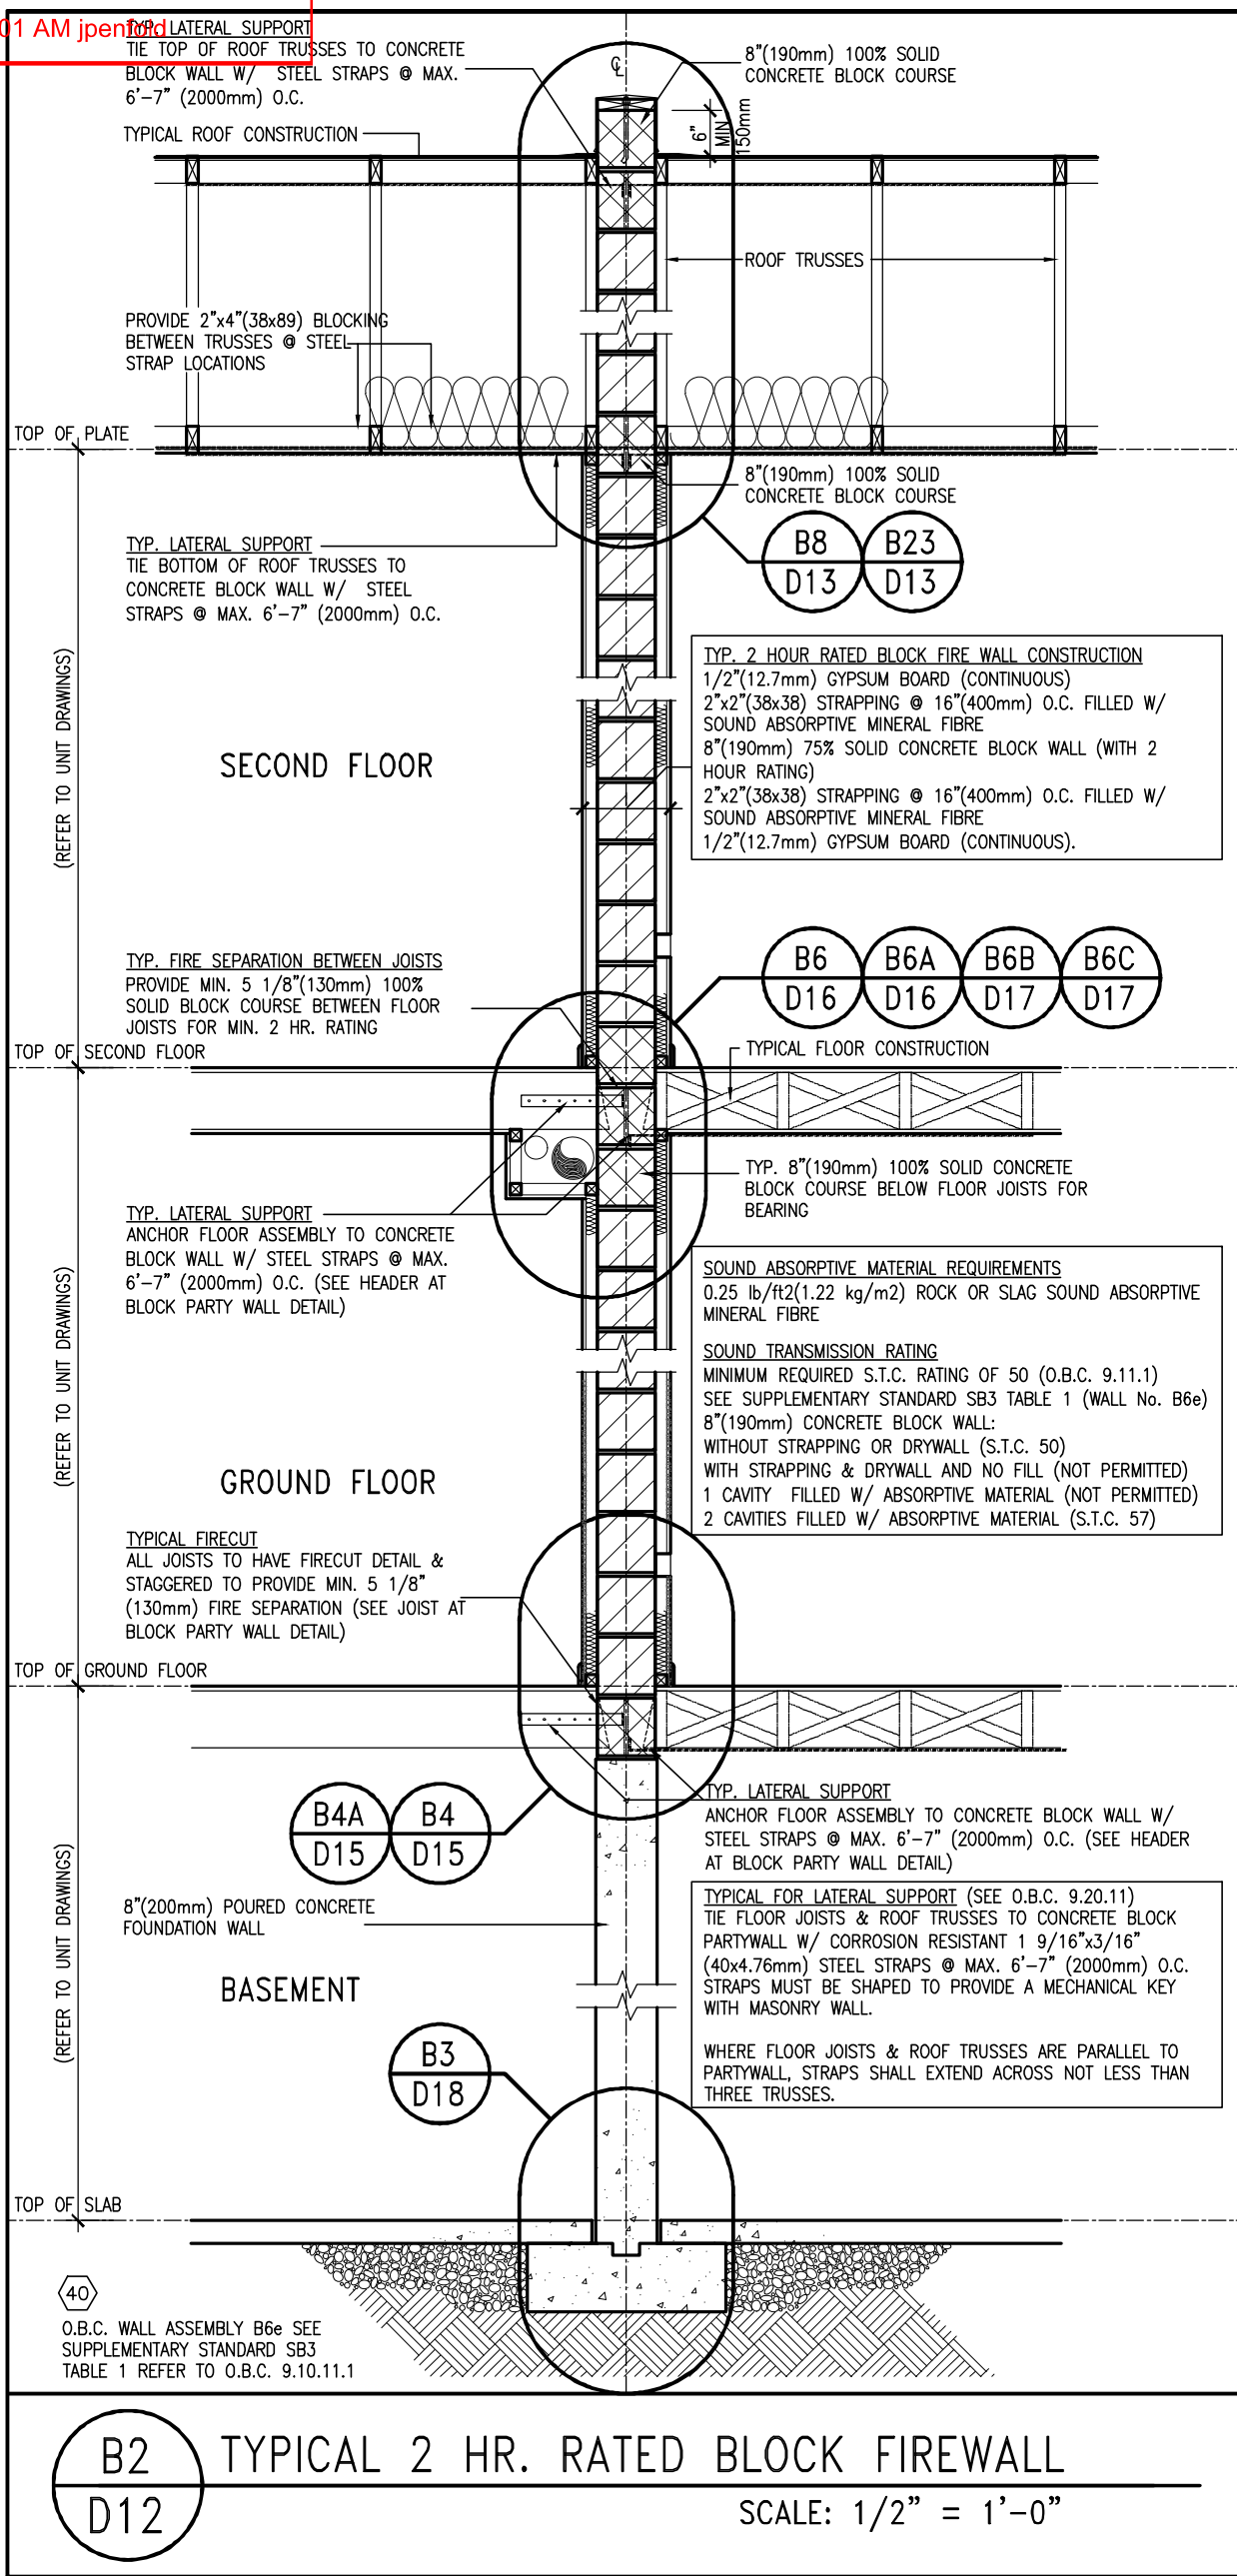 01 AM jpenfold
TYP. LATERAL SUPPORT
TIE TOP OF ROOF TRUSSES TO CONCRETE
BLOCK WALL W/ STEEL STRAPS @ MAX.
6'-7" (2000mm) O.C.
℄
8"(190mm) 100% SOLID
CONCRETE BLOCK COURSE
6"
MIN
150mm
TYPICAL ROOF CONSTRUCTION
ROOF TRUSSES
PROVIDE 2"x4"(38x89) BLOCKING
BETWEEN TRUSSES @ STEEL
STRAP LOCATIONS
TOP OF PLATE
8"(190mm) 100% SOLID
CONCRETE BLOCK COURSE
B8
D13
B23
D13
TYP. LATERAL SUPPORT
TIE BOTTOM OF ROOF TRUSSES TO
CONCRETE BLOCK WALL W/ STEEL
STRAPS @ MAX. 6'-7" (2000mm) O.C.
(REFER TO UNIT DRAWINGS)
TYP. 2 HOUR RATED BLOCK FIRE WALL CONSTRUCTION
1/2"(12.7mm) GYPSUM BOARD (CONTINUOUS)
2"x2"(38x38) STRAPPING @ 16"(400mm) O.C. FILLED W/
SOUND ABSORPTIVE MINERAL FIBRE
8"(190mm) 75% SOLID CONCRETE BLOCK WALL (WITH 2
HOUR RATING)
2"x2"(38x38) STRAPPING @ 16"(400mm) O.C. FILLED W/
SOUND ABSORPTIVE MINERAL FIBRE
1/2"(12.7mm) GYPSUM BOARD (CONTINUOUS).
SECOND FLOOR
TYP. FIRE SEPARATION BETWEEN JOISTS
PROVIDE MIN. 5 1/8"(130mm) 100%
SOLID BLOCK COURSE BETWEEN FLOOR
JOISTS FOR MIN. 2 HR. RATING
B6
D16
B6A
D16
B6B
D17
B6C
D17
TOP OF SECOND FLOOR
TYPICAL FLOOR CONSTRUCTION
TYP. 8"(190mm) 100% SOLID CONCRETE
BLOCK COURSE BELOW FLOOR JOISTS FOR
BEARING
TYP. LATERAL SUPPORT
ANCHOR FLOOR ASSEMBLY TO CONCRETE
BLOCK WALL W/ STEEL STRAPS @ MAX.
6'-7" (2000mm) O.C. (SEE HEADER AT
BLOCK PARTY WALL DETAIL)
(REFER TO UNIT DRAWINGS)
SOUND ABSORPTIVE MATERIAL REQUIREMENTS
0.25 lb/ft2(1.22 kg/m2) ROCK OR SLAG SOUND ABSORPTIVE
MINERAL FIBRE
SOUND TRANSMISSION RATING
MINIMUM REQUIRED S.T.C. RATING OF 50 (O.B.C. 9.11.1)
SEE SUPPLEMENTARY STANDARD SB3 TABLE 1 (WALL No. B6e)
8"(190mm) CONCRETE BLOCK WALL:
WITHOUT STRAPPING OR DRYWALL (S.T.C. 50)
WITH STRAPPING & DRYWALL AND NO FILL (NOT PERMITTED)
1 CAVITY FILLED W/ ABSORPTIVE MATERIAL (NOT PERMITTED)
2 CAVITIES FILLED W/ ABSORPTIVE MATERIAL (S.T.C. 57)
GROUND FLOOR
TYPICAL FIRECUT
ALL JOISTS TO HAVE FIRECUT DETAIL &
STAGGERED TO PROVIDE MIN. 5 1/8"
(130mm) FIRE SEPARATION (SEE JOIST AT
BLOCK PARTY WALL DETAIL)
TOP OF GROUND FLOOR
B4A
D15
B4
D15
TYP. LATERAL SUPPORT
ANCHOR FLOOR ASSEMBLY TO CONCRETE BLOCK WALL W/
STEEL STRAPS @ MAX. 6'-7" (2000mm) O.C. (SEE HEADER
AT BLOCK PARTY WALL DETAIL)
8"(200mm) POURED CONCRETE
FOUNDATION WALL
(REFER TO UNIT DRAWINGS)
TYPICAL FOR LATERAL SUPPORT (SEE O.B.C. 9.20.11)
TIE FLOOR JOISTS & ROOF TRUSSES TO CONCRETE BLOCK
PARTYWALL W/ CORROSION RESISTANT 1 9/16"x3/16"
(40x4.76mm) STEEL STRAPS @ MAX. 6'-7" (2000mm) O.C.
STRAPS MUST BE SHAPED TO PROVIDE A MECHANICAL KEY
WITH MASONRY WALL.
WHERE FLOOR JOISTS & ROOF TRUSSES ARE PARALLEL TO
PARTYWALL, STRAPS SHALL EXTEND ACROSS NOT LESS THAN
THREE TRUSSES.
BASEMENT
B3
D18
TOP OF SLAB
40
O.B.C. WALL ASSEMBLY B6e SEE
SUPPLEMENTARY STANDARD SB3
TABLE 1 REFER TO O.B.C. 9.10.11.1
B2
D12
TYPICAL 2 HR. RATED BLOCK FIREWALL
SCALE: 1/2" = 1'-0"